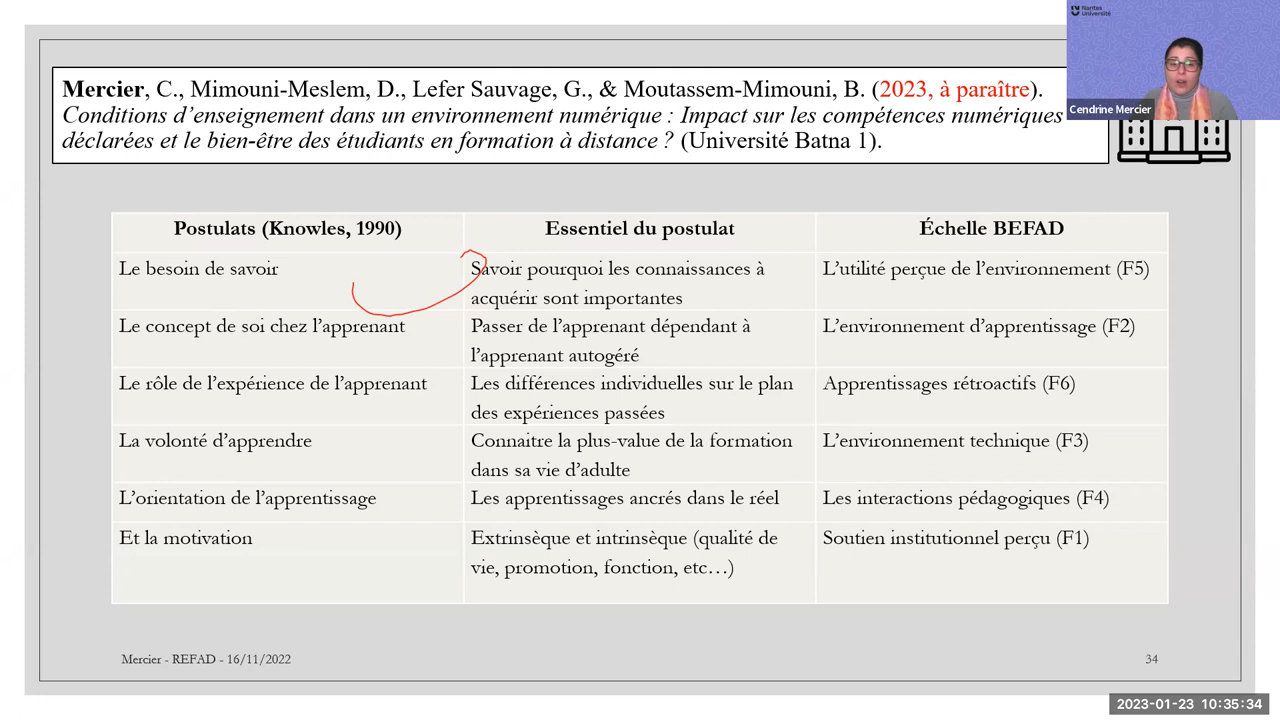 Nantes
Université
Cendrine Mercier
Mercier, C., Mimouni-Meslem, D., Lefer Sauvage, G., & Moutassem-Mimouni, B. (2023, à paraître).
Conditions d’enseignement dans un environnement numérique : Impact sur les compétences numériques
déclarées et le bien-être des étudiants en formation à distance ? (Université Batna 1).
Postulats (Knowles, 1990)
Essentiel du postulat
Échelle BEFAD
Le besoin de savoir
Savoir pourquoi les connaissances à
acquérir sont importantes
L’utilité perçue de l’environnement (F5)
Le concept de soi chez l’apprenant
Passer de l’apprenant dépendant à
l’apprenant autogéré
L’environnement d’apprentissage (F2)
Le rôle de l’expérience de l’apprenant
Les différences individuelles sur le plan
des expériences passées
Apprentissages rétroactifs (F6)
La volonté d’apprendre
Connaitre la plus-value de la formation
dans sa vie d’adulte
L’environnement technique (F3)
L’orientation de l’apprentissage
Les apprentissages ancrés dans le réel
Les interactions pédagogiques (F4)
Et la motivation
Extrinsèque et intrinsèque (qualité de
vie, promotion, fonction, etc…)
Soutien institutionnel perçu (F1)
Mercier - REFAD - 16/11/2022
34
2023-01-23 10:35:34